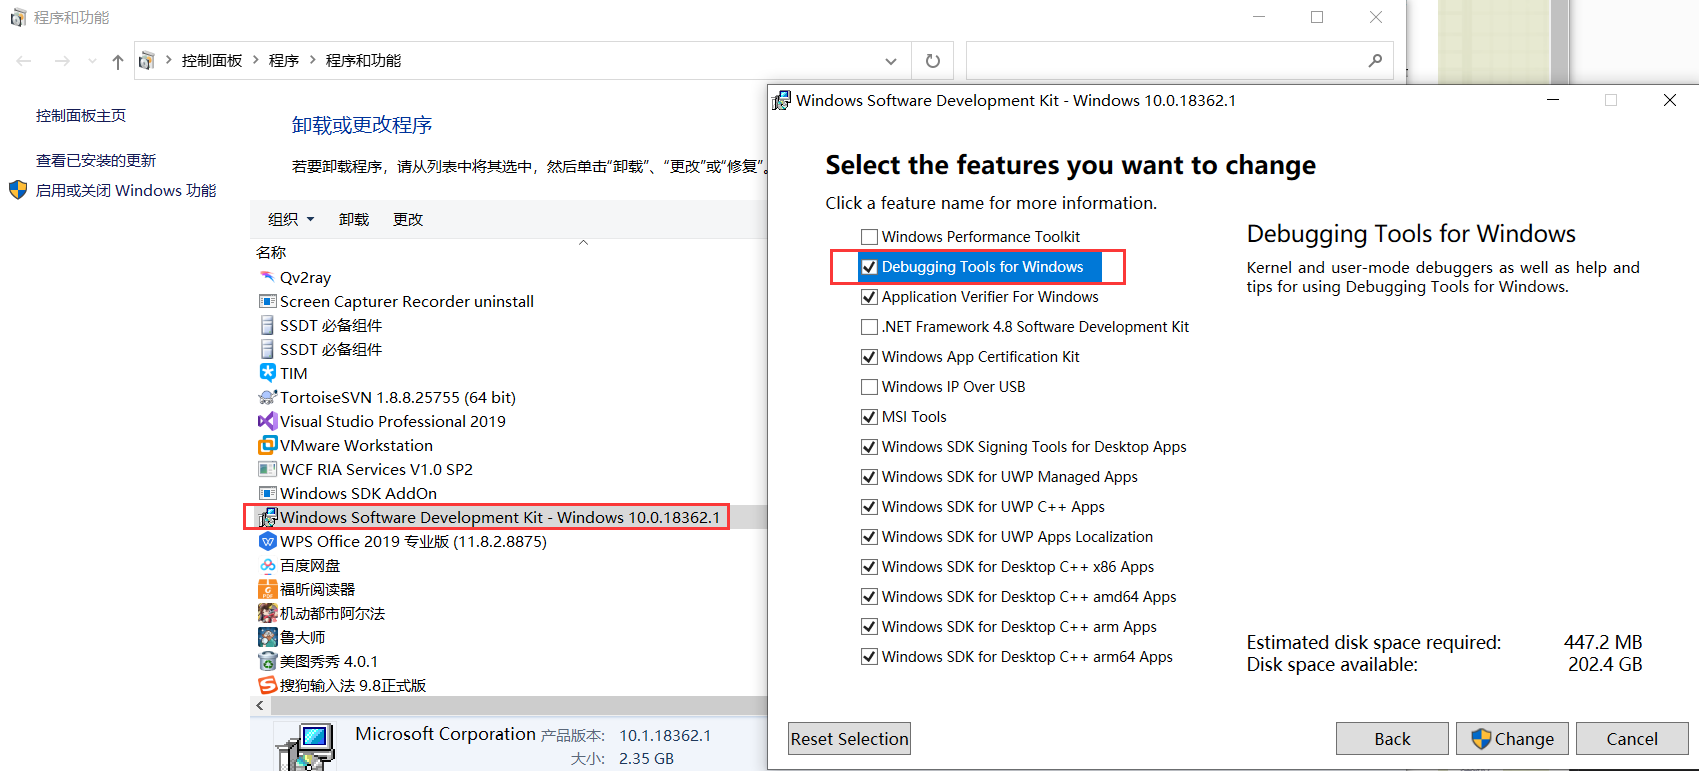 程序和功能
控制面板 程序 程序和功能
控制面板主页
查看已安装的更新
启用或关闭 Windows 功能
卸载或更改程序
若要卸载程序，请从列表中将其选中，然后单击“卸载”、“更改”或“修复”。
组织 卸载 更改
名称
Qv2ray
Screen Capturer Recorder uninstall
SSDT 必备组件
SSDT 必备组件
TIM
TortoiseSVN 1.8.8.25755 (64 bit)
Visual Studio Professional 2019
VMware Workstation
WCF RIA Services V1.0 SP2
Windows SDK AddOn
Windows Software Development Kit - Windows 10.0.18362.1
WPS Office 2019 专业版 (11.8.2.8875)
百度网盘
福昕阅读器
机动都市阿尔法
鲁大师
美图秀秀 4.0.1
搜狗输入法 9.8正式版
Microsoft Corporation 产品版本: 10.1.18362.1
大小: 2.35 GB
Windows Software Development Kit - Windows 10.0.18362.1
Select the features you want to change
Click a feature name for more information.
Windows Performance Toolkit
Debugging Tools for Windows
Application Verifier For Windows
.NET Framework 4.8 Software Development Kit
Windows App Certification Kit
Windows IP Over USB
MSI Tools
Windows SDK Signing Tools for Desktop Apps
Windows SDK for UWP Managed Apps
Windows SDK for UWP C++ Apps
Windows SDK for UWP Apps Localization
Windows SDK for Desktop C++ x86 Apps
Windows SDK for Desktop C++ amd64 Apps
Windows SDK for Desktop C++ arm Apps
Windows SDK for Desktop C++ arm64 Apps
Debugging Tools for Windows
Kernel and user-mode debuggers as well as help and
tips for using Debugging Tools for Windows.
Estimated disk space required: 447.2 MB
Disk space available: 202.4 GB
Reset Selection Back Change Cancel